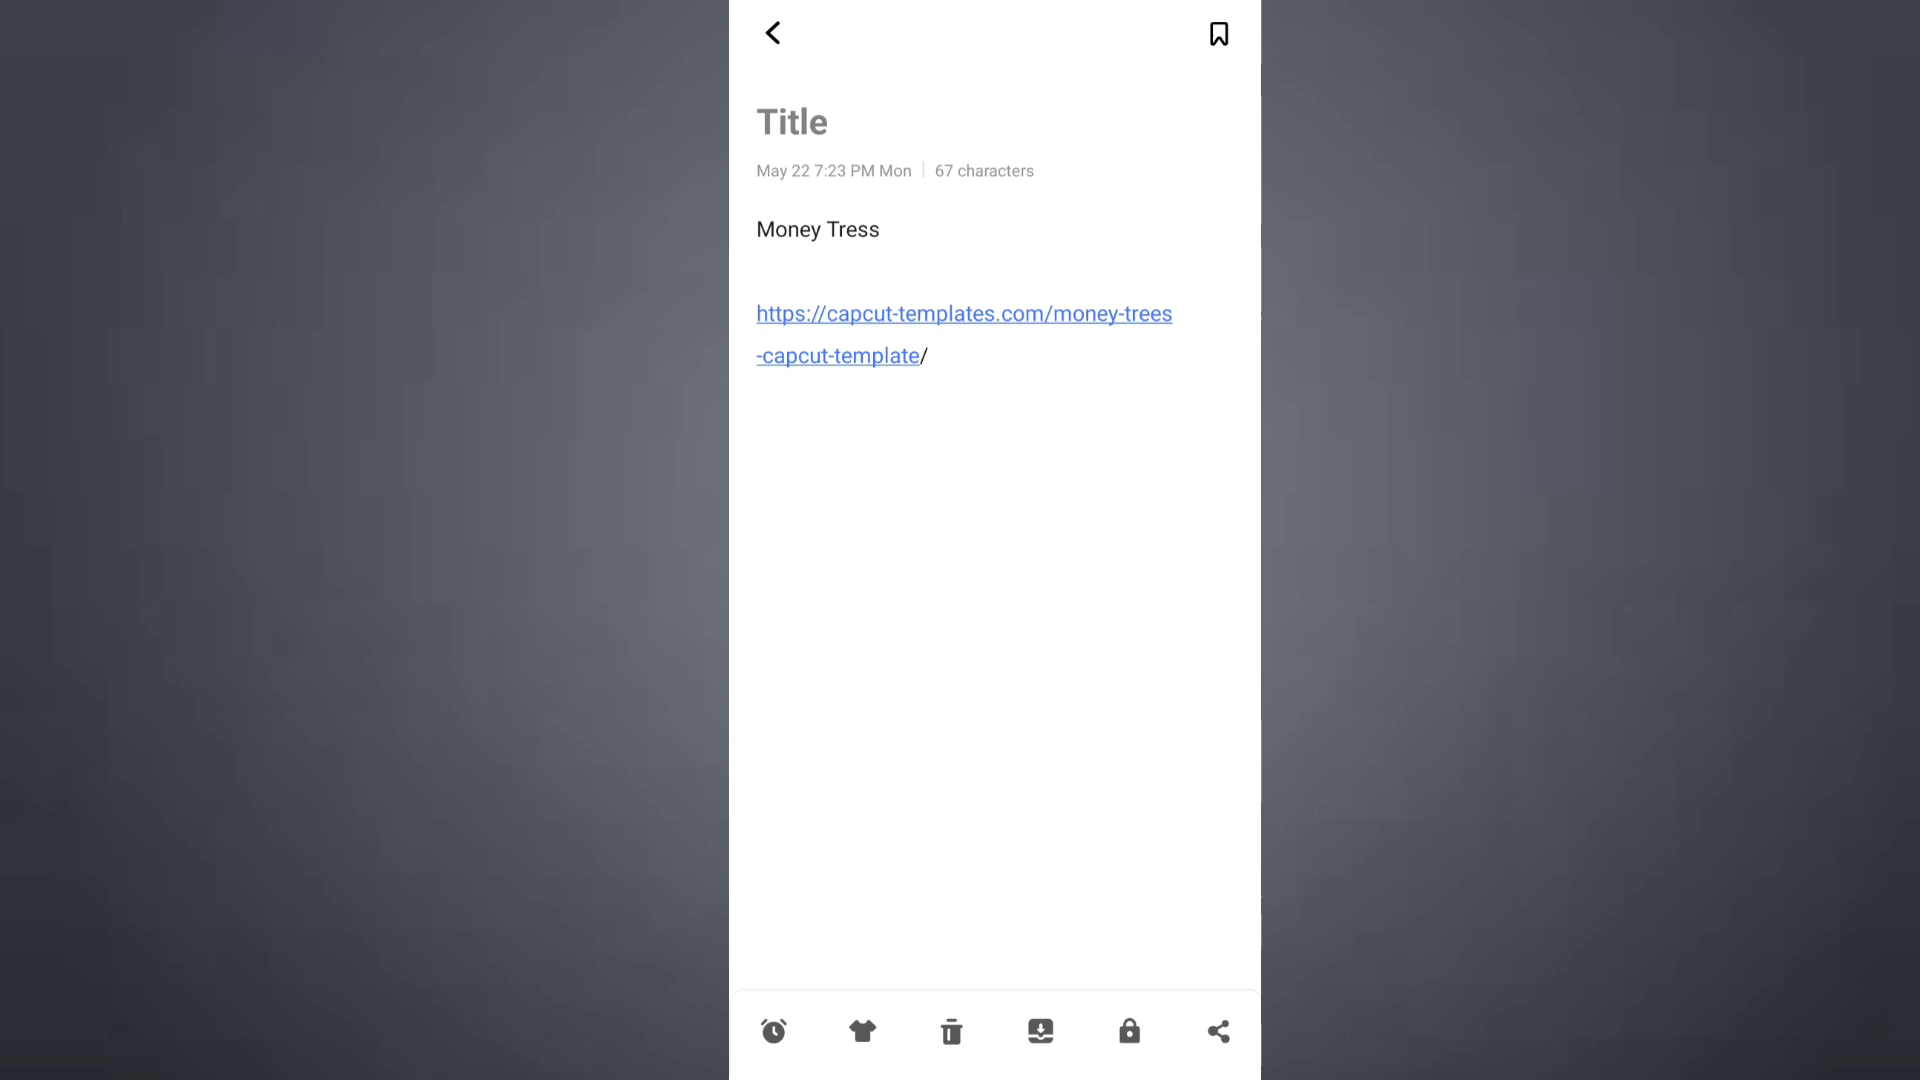 Title
May 22 7:23 PM Mon | 67 characters
Money Tress
https://capcut-templates.com/money-trees
-capcut-template/